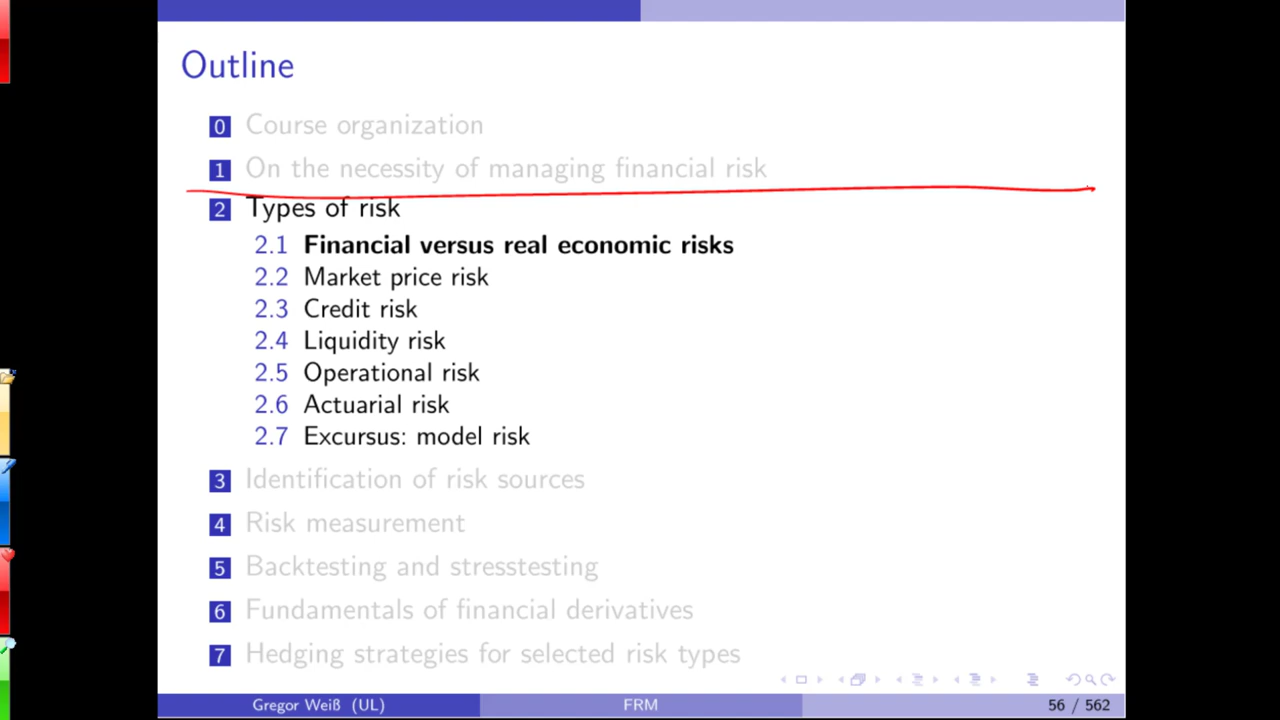 Outline
0 Course organization
1 On the necessity of managing financial risk
2 Types of risk
2.1 Financial versus real economic risks
2.2 Market price risk
2.3 Credit risk
2.4 Liquidity risk
2.5 Operational risk
2.6 Actuarial risk
2.7 Excursus: model risk
3 Identification of risk sources
4 Risk measurement
5 Backtesting and stresstesting
6 Fundamentals of financial derivatives
7 Hedging strategies for selected risk types
Gregor Weiß (UL) FRM 56 / 562